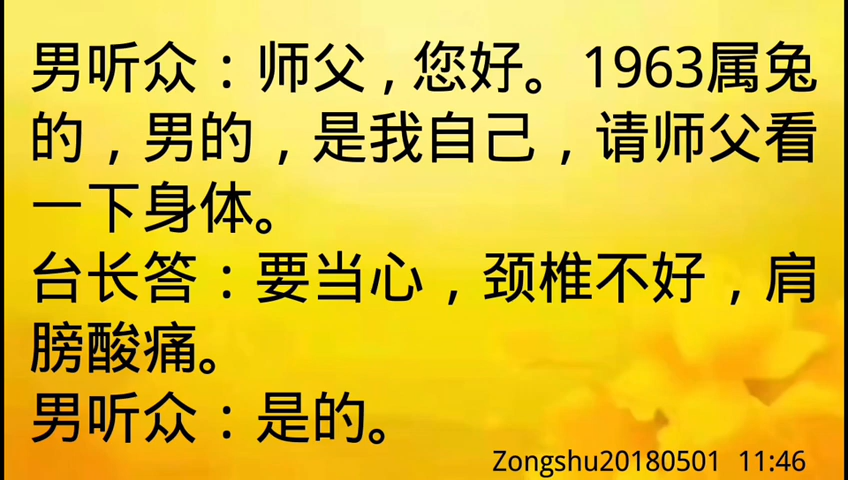 男听众：师父，您好。1963属兔
的，男的，是我自己，请师父看
一下身体。
台长答：要当心，颈椎不好，肩
膀酸痛。
男听众：是的。
Zongshu20180501 11:46